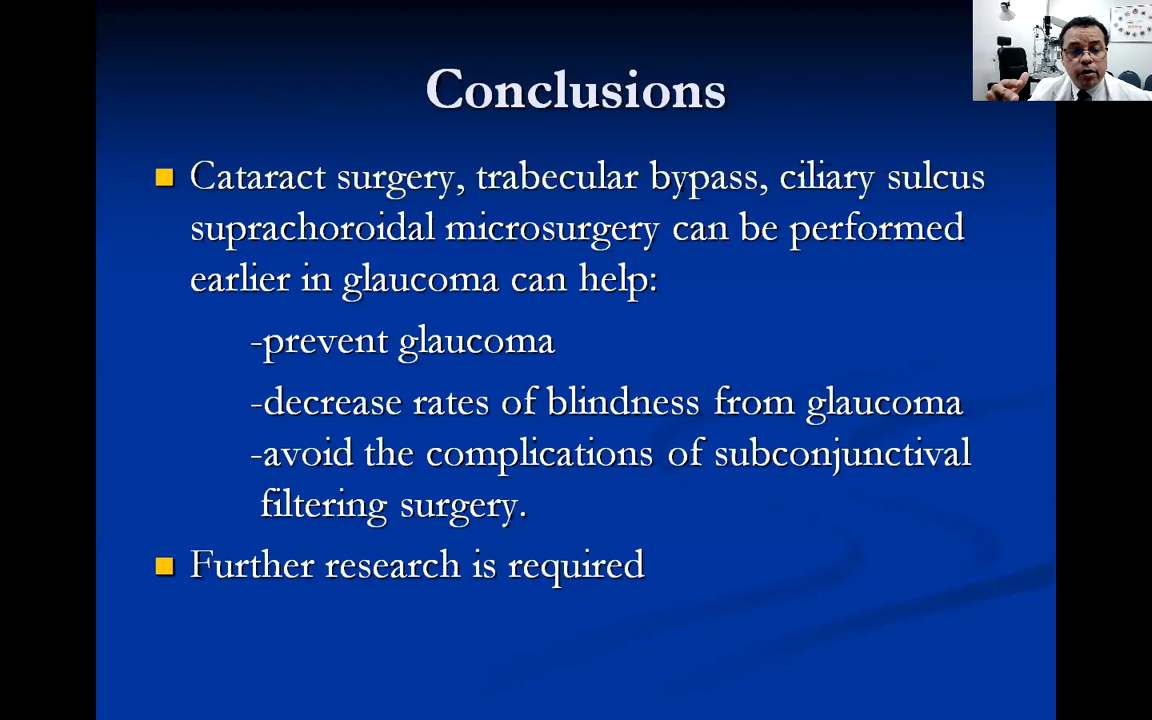 Conclusions
Cataract surgery, trabecular bypass, ciliary sulcus
suprachoroidal microsurgery can be performed
earlier in glaucoma can help:
-prevent glaucoma
-decrease rates of blindness from glaucoma
-avoid the complications of subconjunctival
filtering surgery.
Further research is required